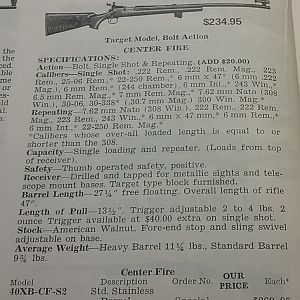 $234.95
Target Model, Bolt Action
CENTER FIRE
SPECIFICATIONS:
Action—Bolt, Single Shot & Repeating. (ADD $20.00)
Calibers—Single Shot: .222 Rem., .222 Rem. Mag., .223
Rem., 25-06 Rem.,* 22-250 Rem.,* 6 mm x 47* (6 mm.,
Mag.), 6 mm Rem.,* (244 chamber), 6 mm Int.,* 243 Win.,*
6.5 mm Rem. Mag.,* 7 mm Rem. Mag.,* 7.62 mm Nato (308
Win.), 30-06, 30-338* (.30/7 mm Mag.) 300 Win. Mag.*
Repeating—7.62 mm Nato (308 Win.), .222 Rem., 222 Rem.
Mag., 223 Rem., 243 Win.,* 6 mm x 47 mm,* 6 mm Rem.,*
6 mm Int.,* 22-250 Rem. Mag.*
*Calibers whose over-all loaded length is equal to or
shorter than the 308.
Capacity—Single loading and repeater. (Loads from top
of receiver).
Safety—Thumb operated safety, positive.
Receiver—Drilled and tapped for metallic sights and tele-
scope mount bases. Target type block furnished.
Barrel Length—27¼" free floating. Overall length of rifle
47".
Length of Pull—13½". Trigger adjustable 2 to 4 lbs, 2
ounce Trigger available at $40.00 extra on single shot.
Stock—American Walnut. Fore-end stop and sling swivel
adjustable on base.
Average Weight—Heavy Barrel 11¼ lbs., Standard Barrel
9¾ lbs.
Center Fire
Model Description Order No. OUR PRICE Each
40XB-CF-S2 Std. Stainless